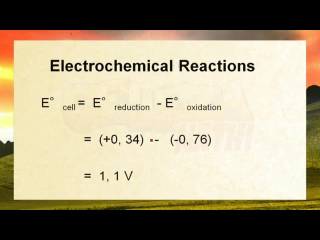 Electrochemical Reactions
E° cell = E° reduction - E° oxidation
= (+0, 34) -- (-0, 76)
= 1, 1 V